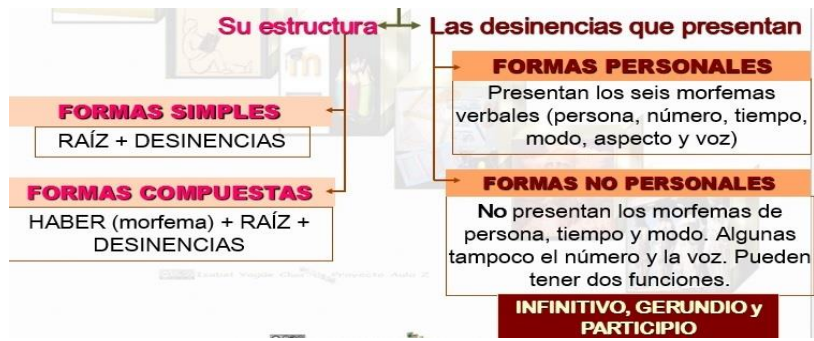 Su estructura
Las desinencias que presentan
FORMAS SIMPLES
RAÍZ + DESINENCIAS
FORMAS COMPUESTAS
HABER (morfema) + RAÍZ +
DESINENCIAS
FORMAS PERSONALES
Presentan los seis morfemas
verbales (persona, número, tiempo,
modo, aspecto y voz)
FORMAS NO PERSONALES
No presentan los morfemas de
persona, tiempo y modo. Algunas
tampoco el número y la voz. Pueden
tener dos funciones.
INFINITIVO, GERUNDIO y
PARTICIPIO